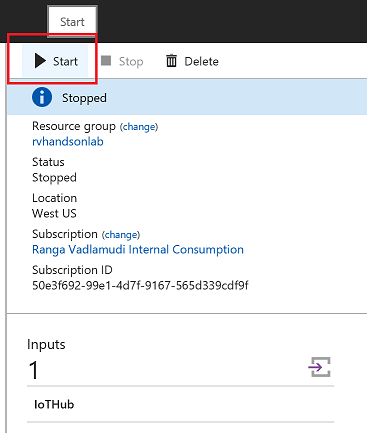 Start
Start Stop Delete
Stopped
Resource group (change)
rvhandsonlab
Status
Stopped
Location
West US
Subscription (change)
Ranga Vadlamudi Internal Consumption
Subscription ID
50e3f692-99e1-4d7f-9167-565d339cdf9f
Inputs
1
IoTHub